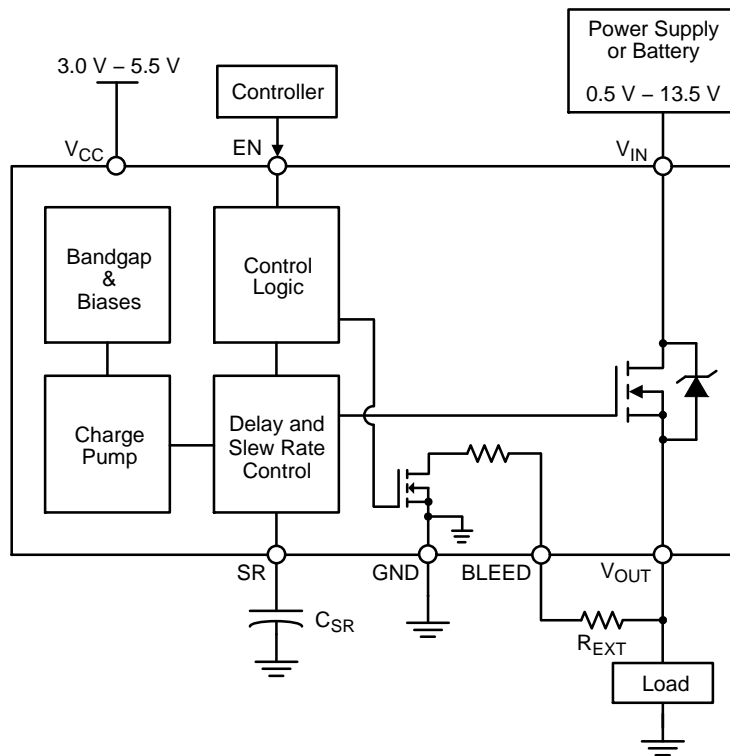 Power Supply
or Battery
0.5 V – 13.5 V
3.0 V – 5.5 V
Controller
VCC
EN
VIN
Bandgap
&
Biases
Control
Logic
Charge
Pump
Delay and
Slew Rate
Control
SR
GND
BLEED
VOUT
CSR
REXT
Load